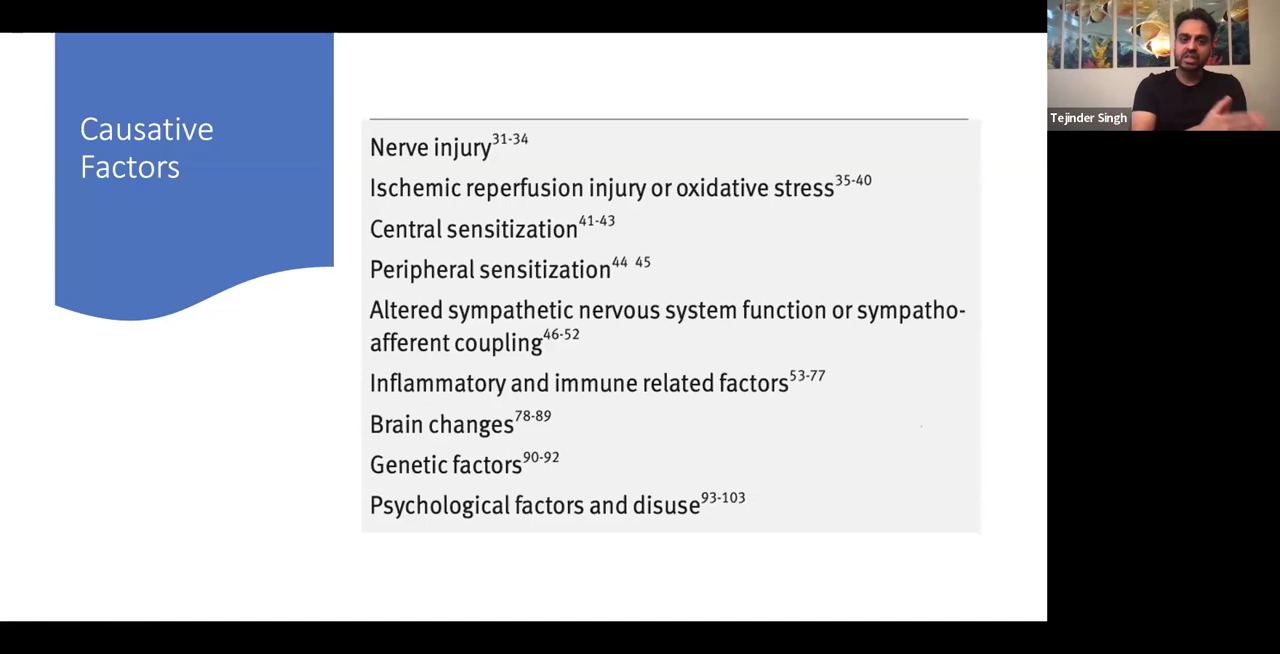 Causative
Factors
Nerve injury31-34
Ischemic reperfusion injury or oxidative stress35-40
Central sensitization41-43
Peripheral sensitization44 45
Altered sympathetic nervous system function or sympatho-
afferent coupling46-52
Inflammatory and immune related factors53-77
Brain changes78-89
Genetic factors90-92
Psychological factors and disuse93-103
Tejinder Singh